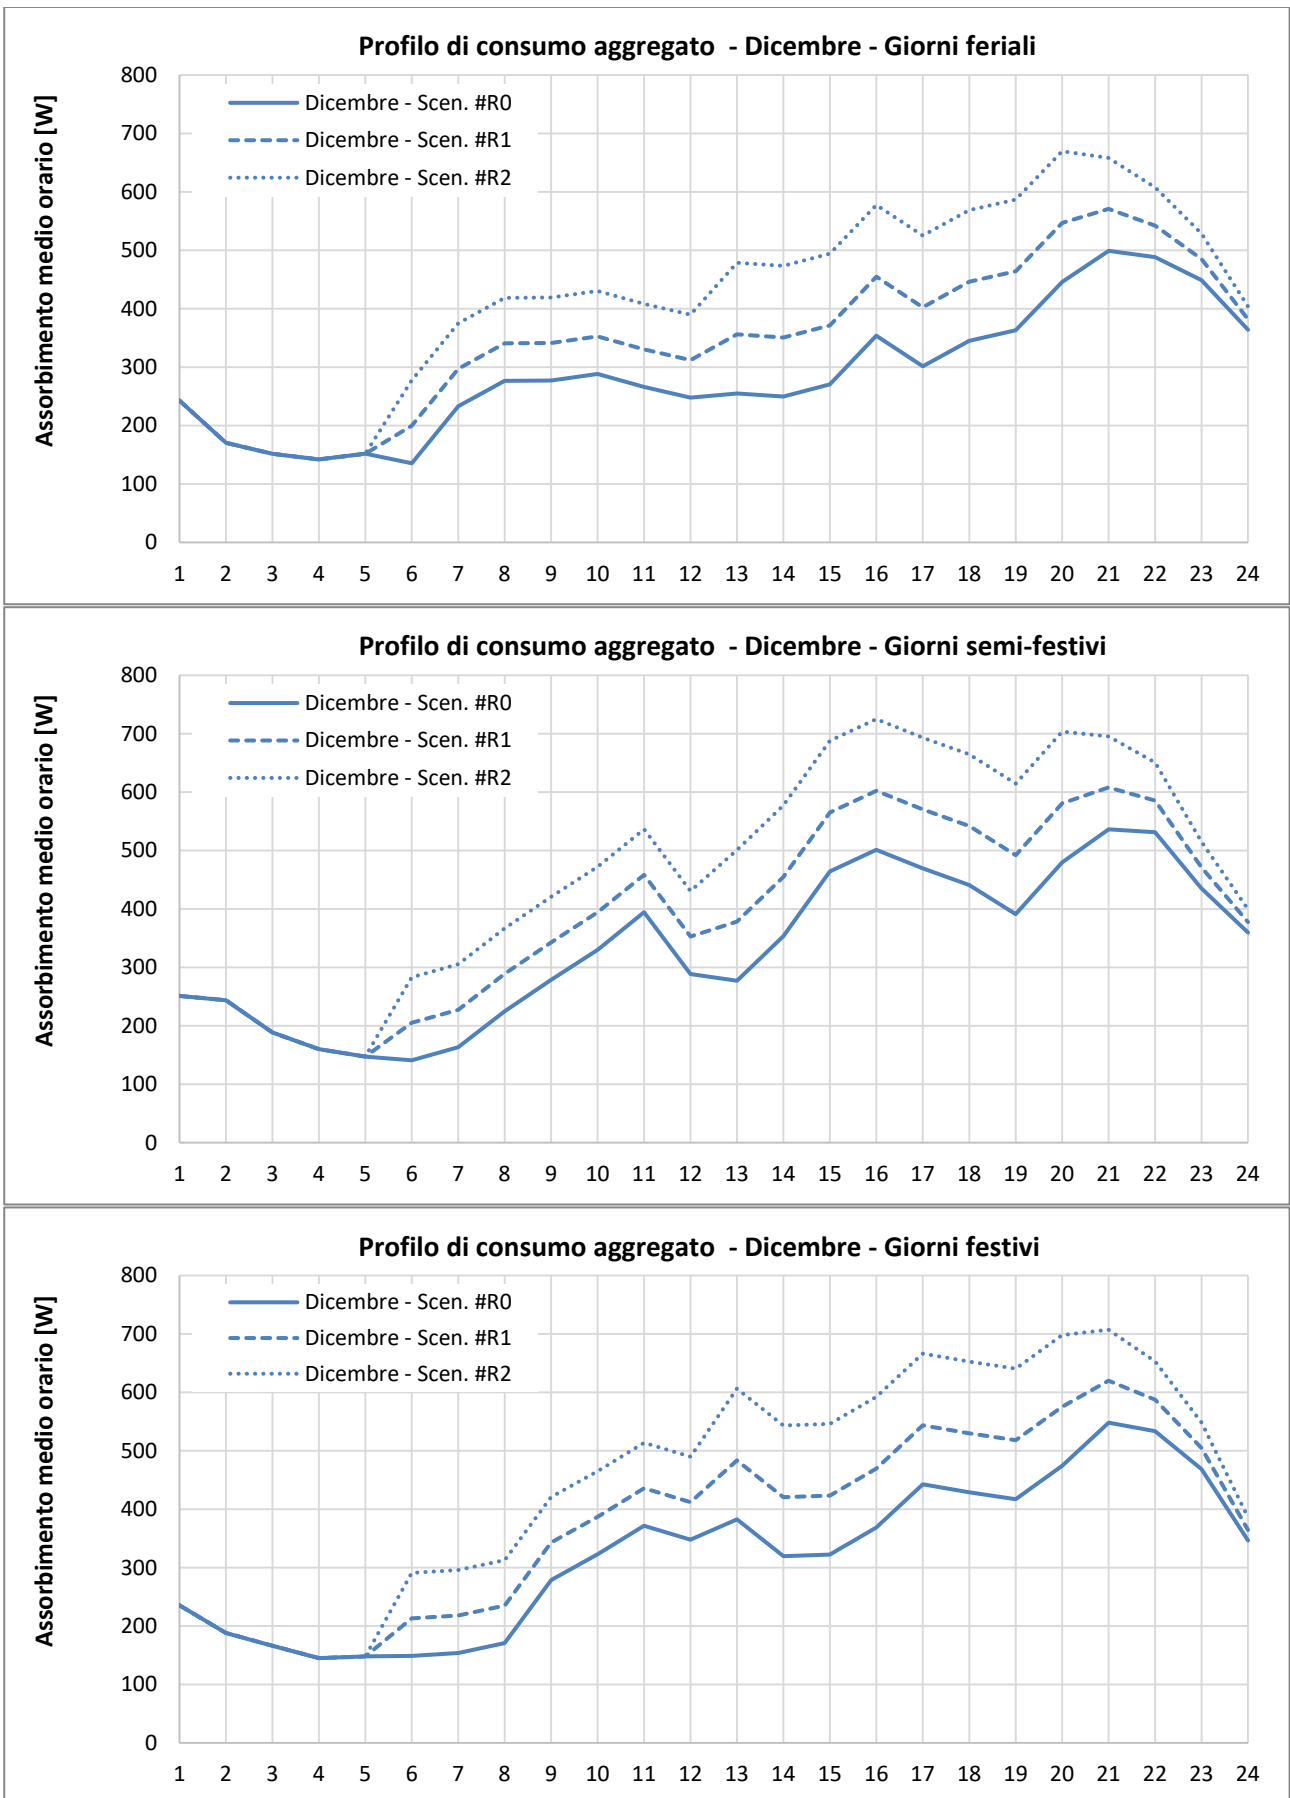 Profilo di consumo aggregato - Dicembre - Giorni feriali
Assorbimento medio orario [W]
800
700
600
500
400
300
200
100
0
Dicembre - Scen. #R0
Dicembre - Scen. #R1
Dicembre - Scen. #R2
1 2 3 4 5 6 7 8 9 10 11 12 13 14 15 16 17 18 19 20 21 22 23 24
Profilo di consumo aggregato - Dicembre - Giorni semi-festivi
Assorbimento medio orario [W]
800
700
600
500
400
300
200
100
0
Dicembre - Scen. #R0
Dicembre - Scen. #R1
Dicembre - Scen. #R2
1 2 3 4 5 6 7 8 9 10 11 12 13 14 15 16 17 18 19 20 21 22 23 24
Profilo di consumo aggregato - Dicembre - Giorni festivi
Assorbimento medio orario [W]
800
700
600
500
400
300
200
100
0
Dicembre - Scen. #R0
Dicembre - Scen. #R1
Dicembre - Scen. #R2
1 2 3 4 5 6 7 8 9 10 11 12 13 14 15 16 17 18 19 20 21 22 23 24